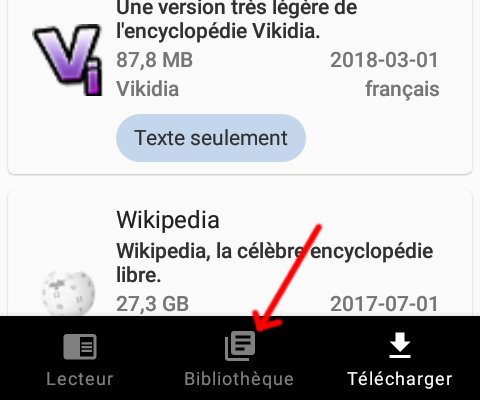 Une version très légère de
l'encyclopédie Vikidia.
87,8 MB 2018-03-01
Vikidia français
Texte seulement
Wikipedia
Wikipedia, la célèbre encyclopédie
libre.
27,3 GB 2017-07-01
Lecteur Bibliothèque Télécharger